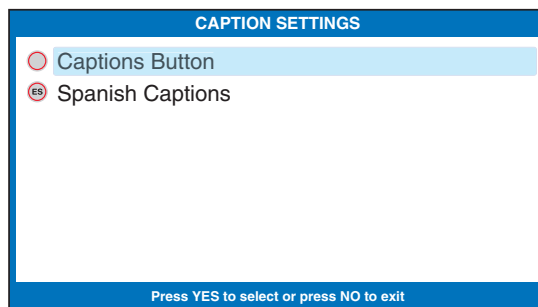 CAPTION SETTINGS
Captions Button
ES Spanish Captions
Press YES to select or press NO to exit